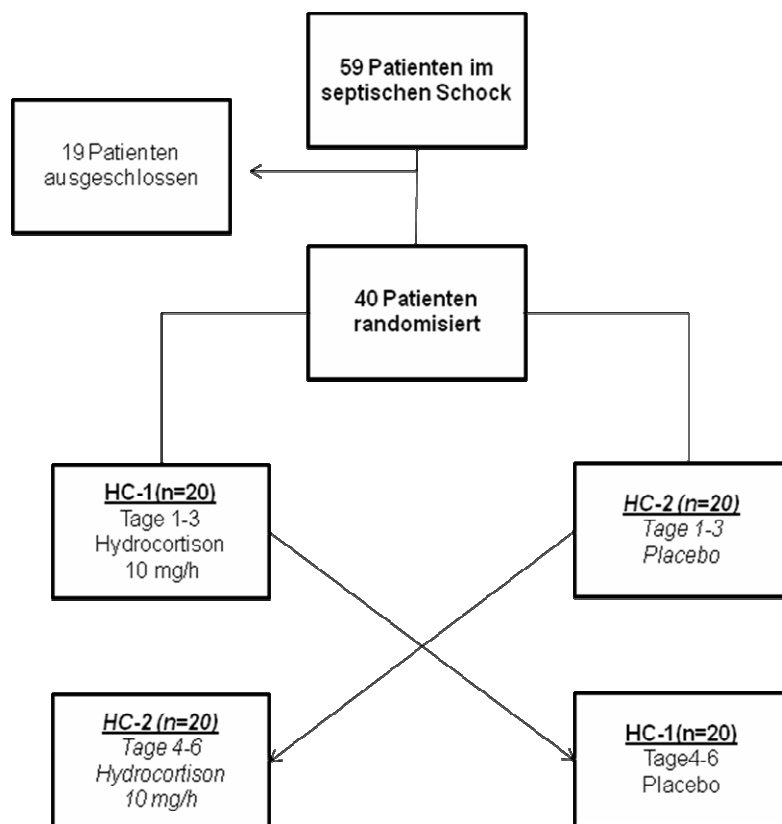 59 Patienten im
septischen Schock
19 Patienten
ausgeschlossen
40 Patienten
randomisiert
HC-1(n=20)
Tage 1-3
Hydrocortison
10 mg/h
HC-2 (n=20)
Tage 1-3
Placebo
HC-2 (n=20)
Tage 4-6
Hydrocortison
10 mg/h
HC-1(n=20)
Tage4-6
Placebo